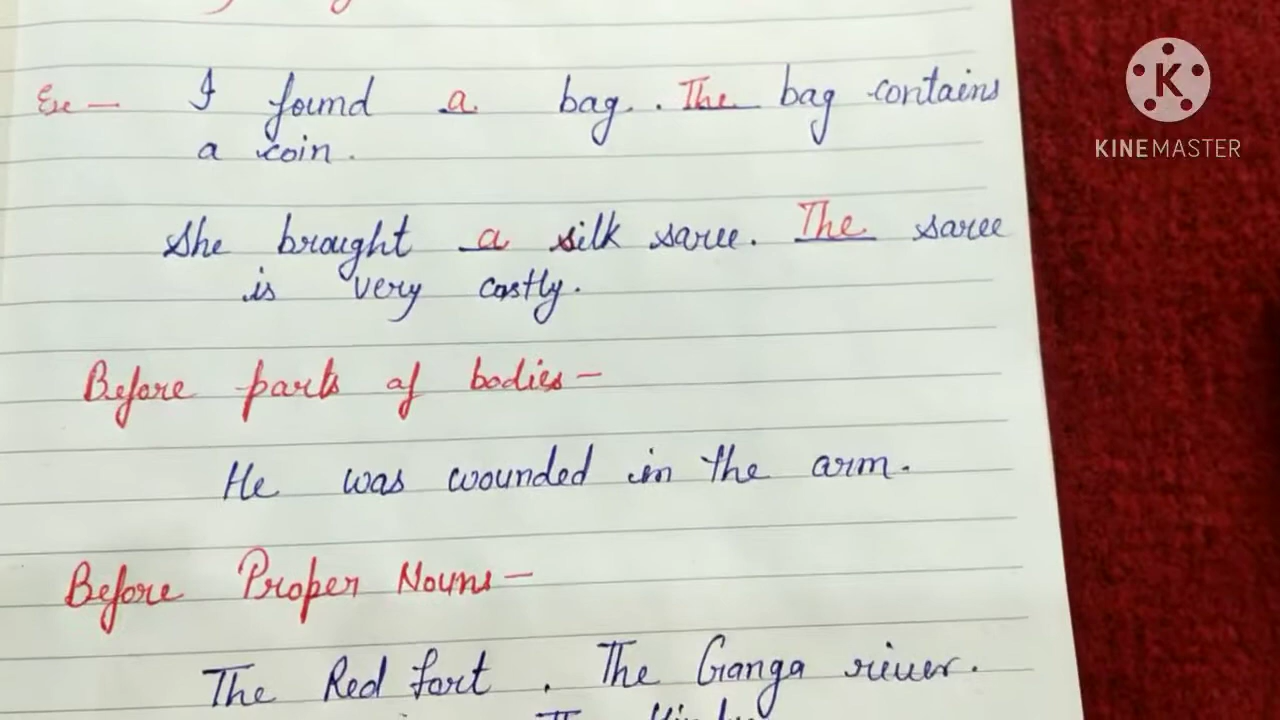 Ex — I found a bag. The bag contains
a coin.
She brought a silk saree. The saree
is very costly.
Before parts of bodies —
He was wounded in the arm.
Before Proper Nouns —
The Red fort. The Ganga river.
KINEMASTER